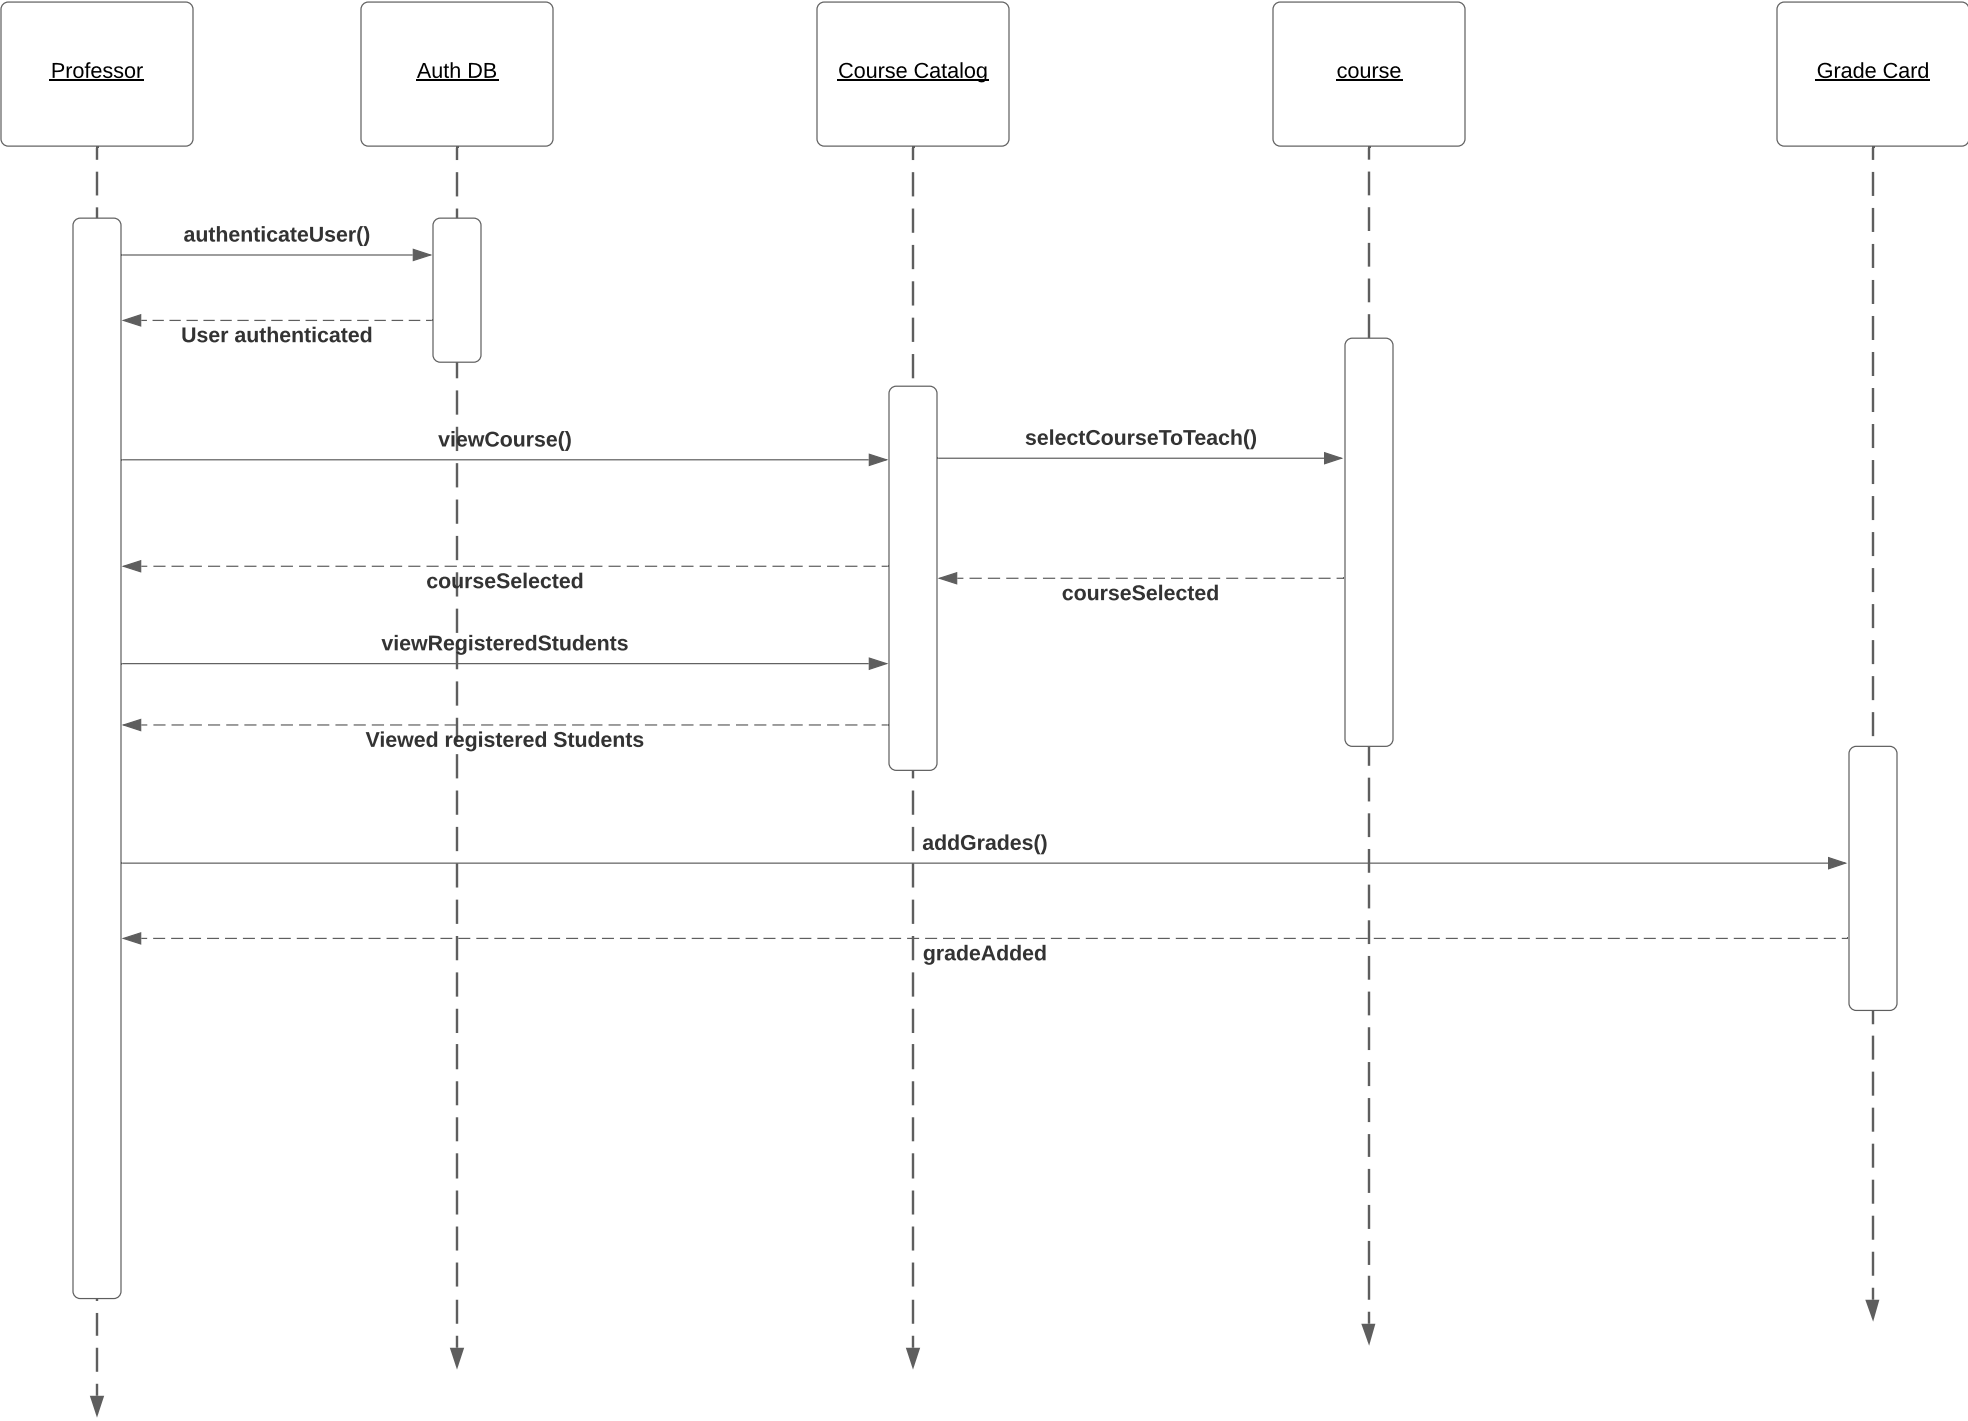 Professor
Auth DB
Course Catalog
course
Grade Card
authenticateUser()
User authenticated
viewCourse()
selectCourseToTeach()
courseSelected
courseSelected
viewRegisteredStudents
Viewed registered Students
addGrades()
gradeAdded